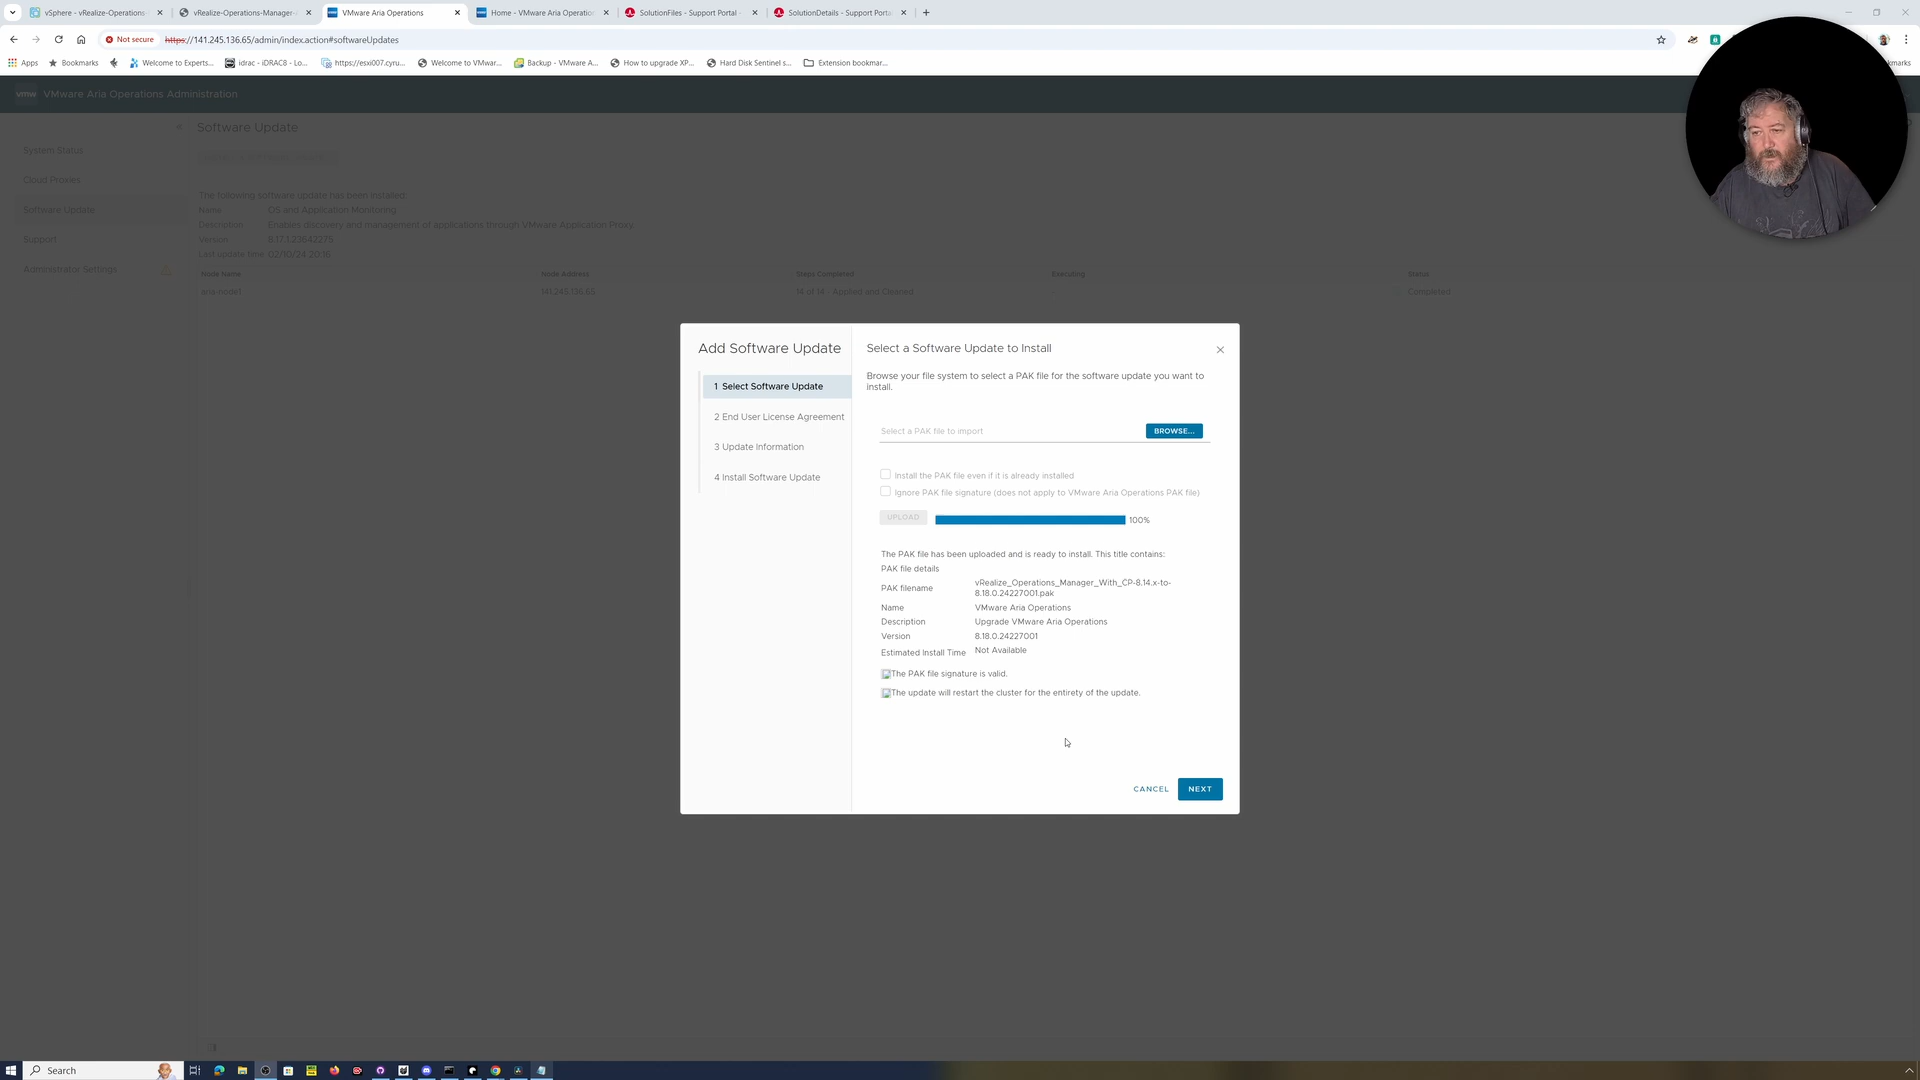 vSphere - vRealize-Operations-
vRealize-Operations-Manager-
VMware Aria Operations
Home - VMware Aria Operation
SolutionFiles - Support Portal -
SolutionDetails - Support Porta
Not secure
https://141.245.136.65/admin/index.action#softwareUpdates
Apps
Bookmarks
Welcome to Experts...
idrac - iDRAC8 - Lo...
https://esxi007.cyru...
Welcome to VMwar...
Backup - VMware A...
How to upgrade XP...
Hard Disk Sentinel s...
Extension bookmar...
kmarks
vmw VMware Aria Operations Administration
System Status
Cloud Proxies
Software Update
Support
Administrator Settings
Software Update
The following software update has been installed:
Name OS and Application Monitoring
Description Enables discovery and management of applications through VMware Application Proxy.
Version 8.17.1.23642275
Last update time 02/10/24 20:15
Node Name Node Address Steps Completed Executing Status
aria-node1 141.245.136.65 14 of 14 - Applied and Cleaned Completed
Add Software Update
1 Select Software Update
2 End User License Agreement
3 Update Information
4 Install Software Update
Select a Software Update to Install
Browse your file system to select a PAK file for the software update you want to
install.
Select a PAK file to import
BROWSE...
Install the PAK file even if it is already installed
Ignore PAK file signature (does not apply to VMware Aria Operations PAK file)
UPLOAD 100%
The PAK file has been uploaded and is ready to install. This title contains:
PAK file details
PAK filename vRealize_Operations_Manager_With_CP-8.14.x-to-
8.18.0.24227001.pak
Name VMware Aria Operations
Description Upgrade VMware Aria Operations
Version 8.18.0.24227001
Estimated Install Time Not Available
The PAK file signature is valid.
The update will restart the cluster for the entirety of the update.
CANCEL NEXT
Search